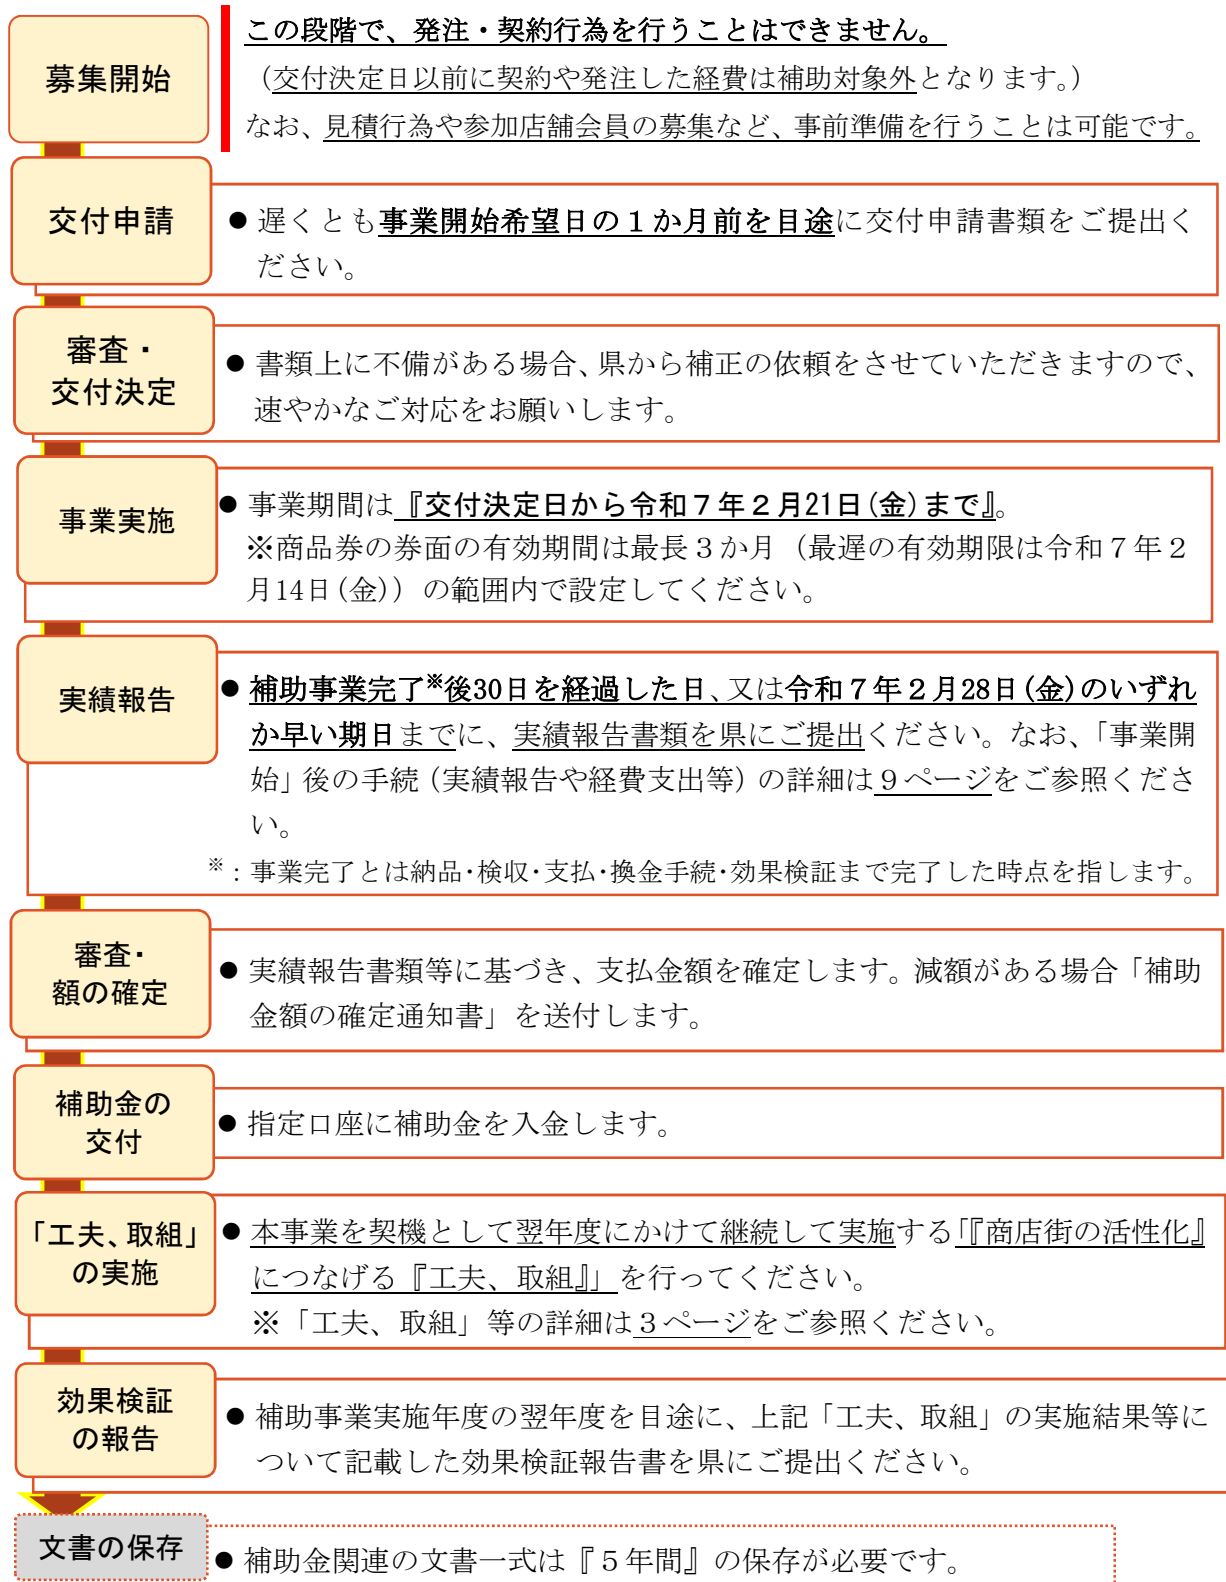 募集開始
この段階で、発注・契約行為を行うことはできません。
（交付決定日以前に契約や発注した経費は補助対象外となります。）
なお、見積行為や参加店舗会員の募集など、事前準備を行うことは可能です。
交付申請
● 遅くとも事業開始希望日の１か月前を目途に交付申請書類をご提出く
ださい。
審査・
交付決定
● 書類上に不備がある場合、県から補正の依頼をさせていただきますので、
速やかなご対応をお願いします。
事業実施
● 事業期間は『交付決定日から令和７年２月21日(金)まで』。
※商品券の券面の有効期間は最長３か月（最遅の有効期限は令和７年２
月14日(金)）の範囲内で設定してください。
実績報告
● 補助事業完了※後30日を経過した日、又は令和７年２月28日(金)のいずれ
か早い期日までに、実績報告書類を県にご提出ください。なお、「事業開
始」後の手続（実績報告や経費支出等）の詳細は９ページをご参照くださ
い。
※：事業完了とは納品･検収･支払･換金手続･効果検証まで完了した時点を指します。
審査･
額の確定
● 実績報告書類等に基づき、支払金額を確定します。減額がある場合「補助
金額の確定通知書」を送付します。
補助金の
交付
● 指定口座に補助金を入金します。
「工夫、取組」
の実施
● 本事業を契機として翌年度にかけて継続して実施する「『商店街の活性化』
につなげる『工夫、取組』」を行ってください。
※「工夫、取組」等の詳細は３ページをご参照ください。
効果検証
の報告
● 補助事業実施年度の翌年度を目途に、上記「工夫、取組」の実施結果等に
ついて記載した効果検証報告書を県にご提出ください。
文書の保存
● 補助金関連の文書一式は『５年間』の保存が必要です。